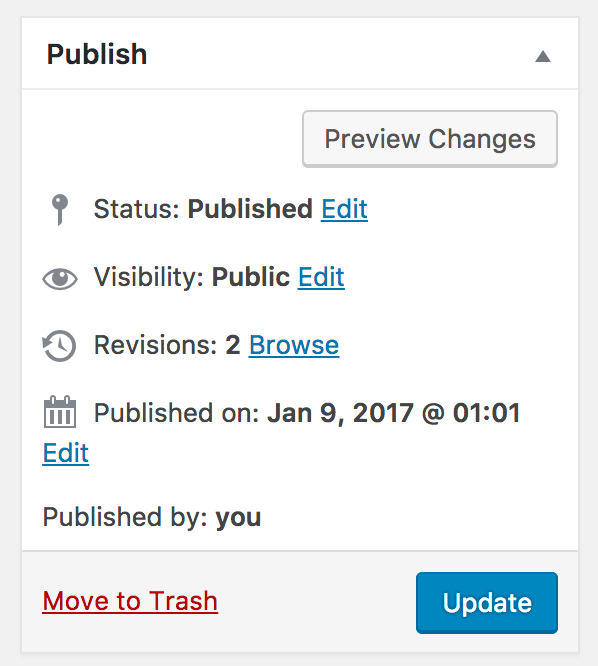 Publish
Preview Changes
Status: Published Edit
Visibility: Public Edit
Revisions: 2 Browse
Published on: Jan 9, 2017 @ 01:01
Edit
Published by: you
Move to Trash
Update